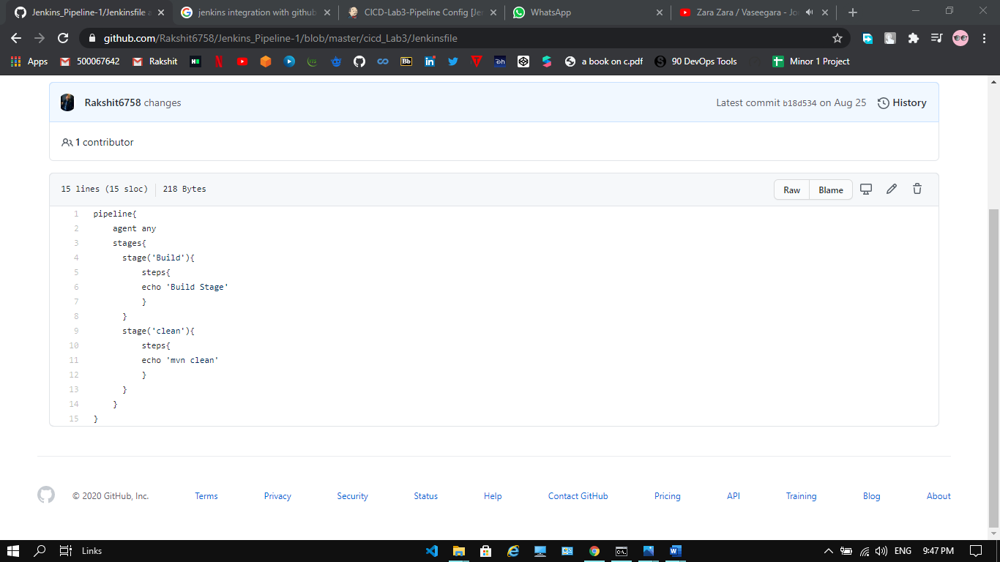 Jenkins_Pipeline-1/Jenkinsfile a
jenkins integration with github
CICD-Lab3-Pipeline Config [Jen
WhatsApp
Zara Zara / Vaseegara - Jo
github.com/Rakshit6758/Jenkins_Pipeline-1/blob/master/cicd_Lab3/Jenkinsfile
Apps
500067642
Rakshit
a book on c.pdf
90 DevOps Tools
Minor 1 Project
Rakshit6758 changes
Latest commit b18d534 on Aug 25
History
1 contributor
15 lines (15 sloc)
218 Bytes
Raw
Blame
1 pipeline{
2 agent any
3 stages{
4 stage('Build'){
5 steps{
6 echo 'Build Stage'
7 }
8 }
9 stage('clean'){
10 steps{
11 echo 'mvn clean'
12 }
13 }
14 }
15 }
© 2020 GitHub, Inc.
Terms
Privacy
Security
Status
Help
Contact GitHub
Pricing
API
Training
Blog
About
Links
ENG
9:47 PM